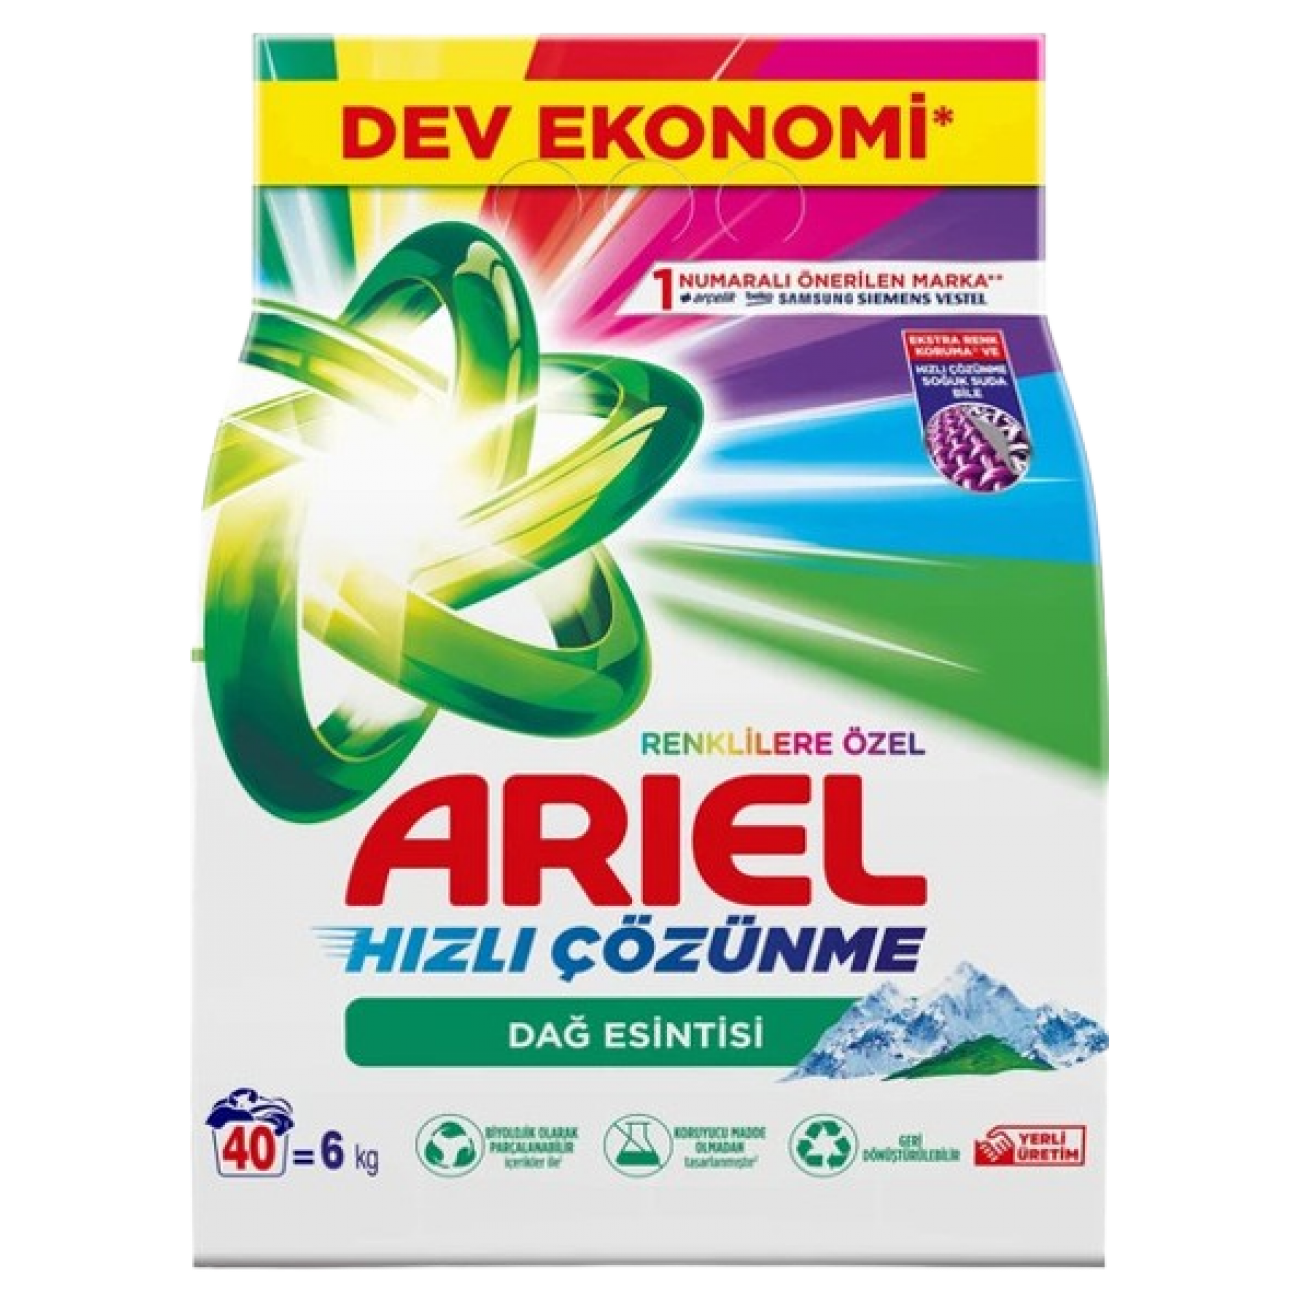 DEV EKONOMİ*
1 NUMARALI ÖNERİLEN MARKA**
arçelik beko SAMSUNG SIEMENS VESTEL
EKSTRA RENK
KORUMA* VE
HIZLI ÇÖZÜNME
SOĞUK SUDA
BİLE
RENKLİLERE ÖZEL
ARIEL
HIZLI ÇÖZÜNME
DAĞ ESİNTİSİ
40 = 6 kg
BİYOLOJİK OLARAK
PARÇALANABİLİR
içerikler ile
KORUYUCU MADDE
OLMADAN
tasarlanmıştır
GERİ
DÖNÜŞTÜRÜLEBİLİR
YERLİ
ÜRETİM